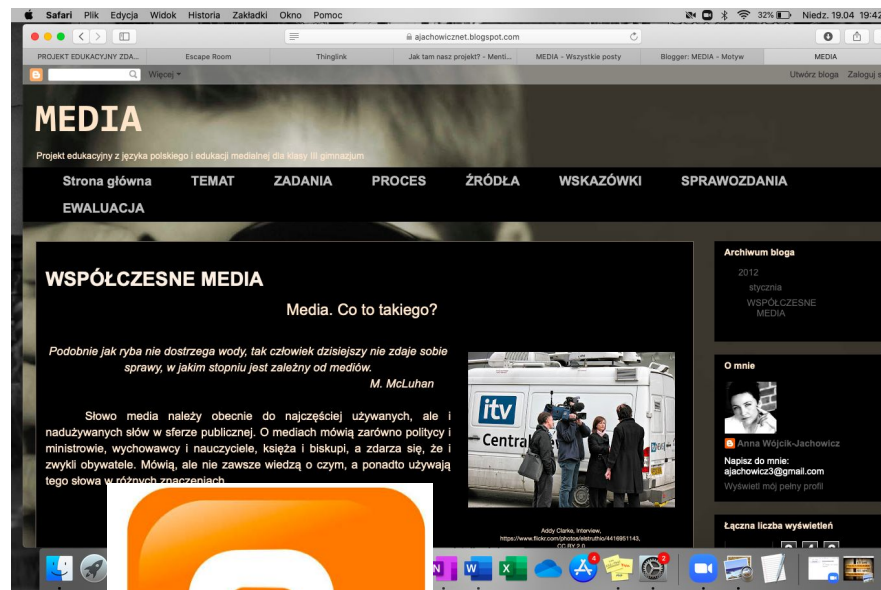 Safari Plik Edycja Widok Historia Zakładki Okno Pomoc 32% Niedz. 19.04 19:42
ajachowicznet.blogspot.com
PROJEKT EDUKACYJNY ZDA... Escape Room Thinglink Jak tam nasz projekt? - Menti... MEDIA - Wszystkie posty Blogger: MEDIA - Motyw MEDIA
Więcej Utwórz bloga Zaloguj s
MEDIA
Projekt edukacyjny z języka polskiego i edukacji medialnej dla klasy III gimnazjum
Strona główna TEMAT ZADANIA PROCES ŹRÓDŁA WSKAZÓWKI SPRAWOZDANIA
EWALUACJA
WSPÓŁCZESNE MEDIA
Media. Co to takiego?
Podobnie jak ryba nie dostrzega wody, tak człowiek dzisiejszy nie zdaje sobie
sprawy, w jakim stopniu jest zależny od mediów.
M. McLuhan
Słowo media należy obecnie do najczęściej używanych, ale i
nadużywanych słów w sferze publicznej. O mediach mówią zarówno politycy i
ministrowie, wychowawcy i nauczyciele, księża i biskupi, a zdarza się, że i
zwykli obywatele. Mówią, ale nie zawsze wiedzą o czym, a ponadto używają
tego słowa w różnych znaczeniach.
itv
Central
Addy Clarke, Interview,
https://www.flickr.com/photos/elstruthio/4416951143,
CC BY 2.0
Archiwum bloga
2012
stycznia
WSPÓŁCZESNE
MEDIA
O mnie
Anna Wójcik-Jachowicz
Napisz do mnie:
ajachowicz3@gmail.com
Wyświetl mój pełny profil
Łączna liczba wyświetleń